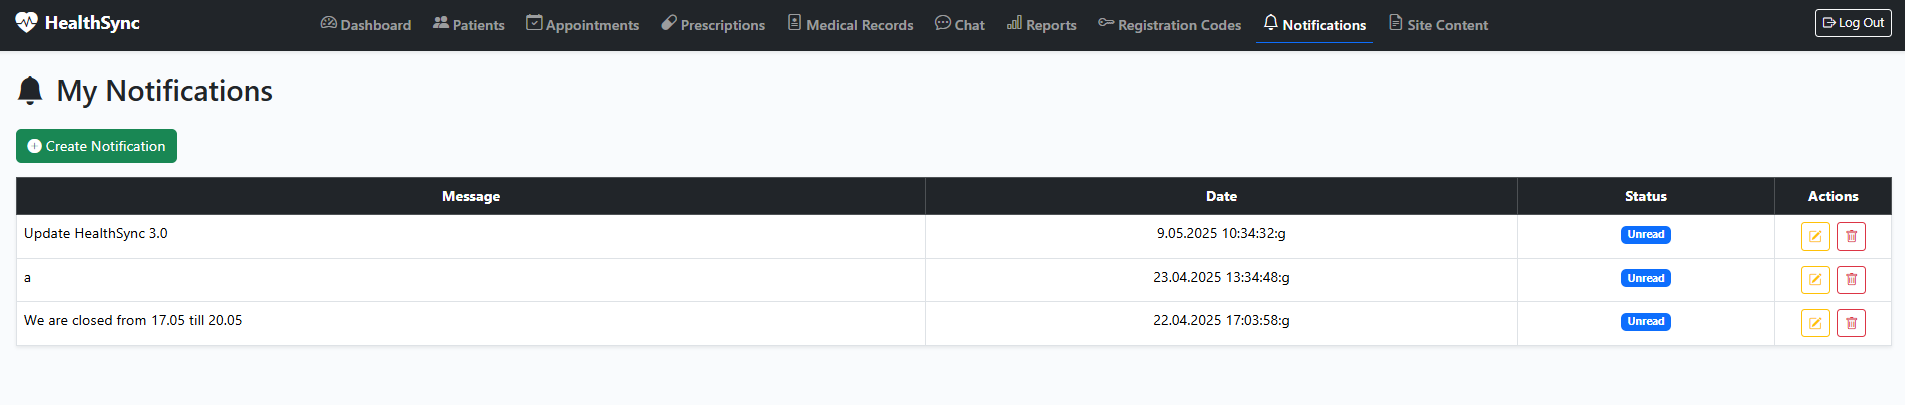 HealthSync Dashboard Patients Appointments Prescriptions Medical Records Chat Reports Registration Codes Notifications Site Content Log Out
My Notifications
Create Notification
Message Date Status Actions
Update HealthSync 3.0 9.05.2025 10:34:32:g Unread
a 23.04.2025 13:34:48:g Unread
We are closed from 17.05 till 20.05 22.04.2025 17:03:58:g Unread